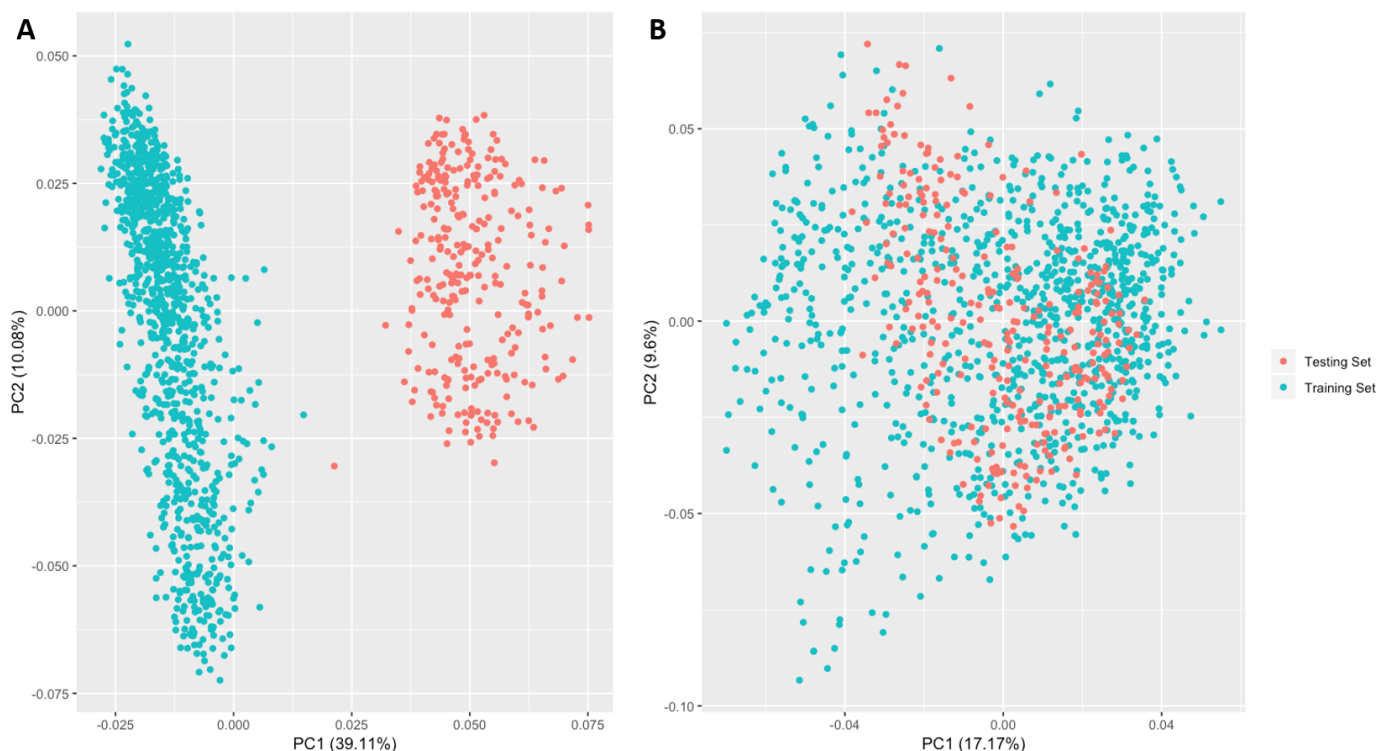 A
0.050
0.025
0.000
-0.025
-0.050
-0.075
PC2 (10.08%)
-0.025 0.000 0.025 0.050 0.075
PC1 (39.11%)
B
0.05
0.00
-0.05
-0.10
PC2 (9.6%)
-0.04 0.00 0.04
PC1 (17.17%)
Testing Set
Training Set